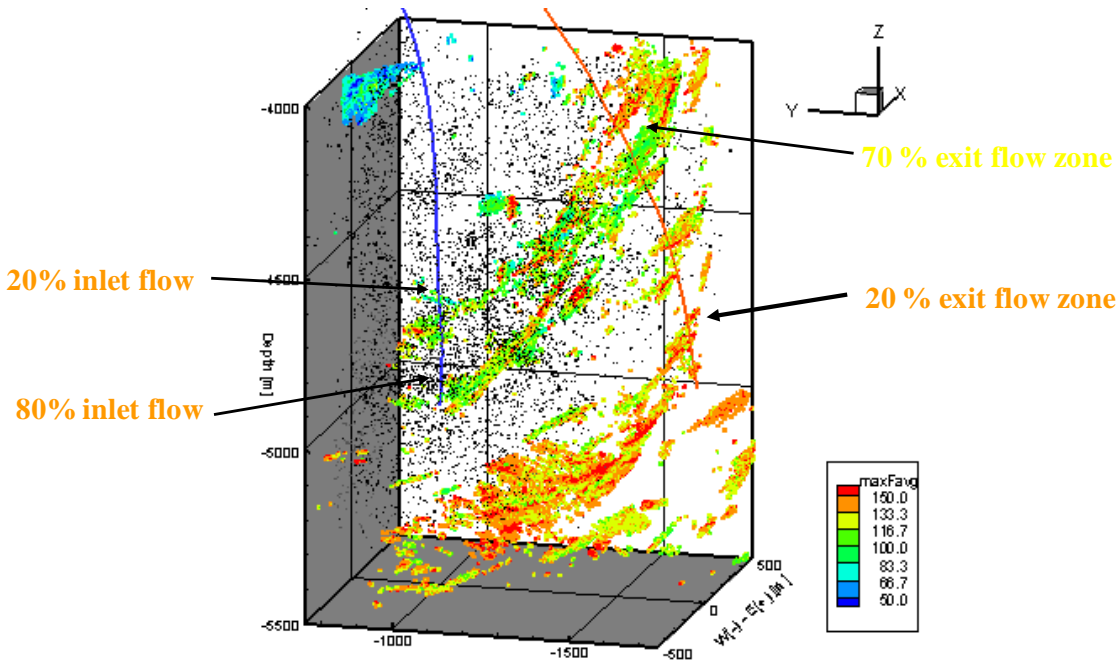 Z
Y
X
-4000
70 % exit flow zone
20% inlet flow
20 % exit flow zone
Depth [m]
80% inlet flow
-5000
maxFavg
150.0
133.3
116.7
100.0
83.3
66.7
50.0
500
0
W(-) - E(+) [m]
-5500
-1000
-1500
-500